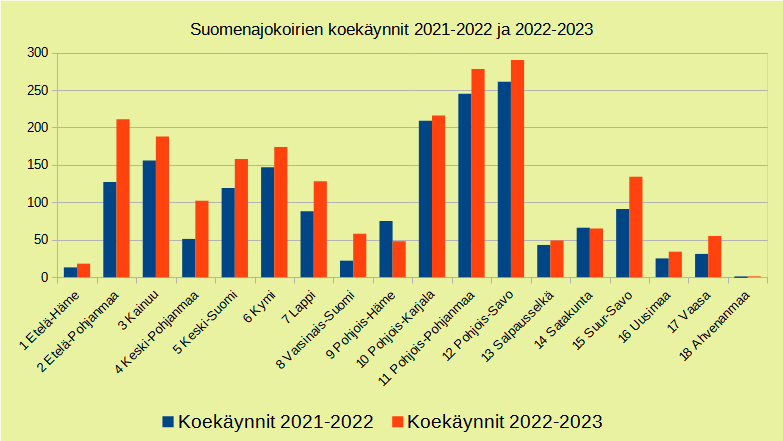 Suomenajokoirien koekäynnit 2021-2022 ja 2022-2023
300
250
200
150
100
50
0
1 Etelä-Häme
2 Etelä-Pohjanmaa
3 Kainuu
4 Keski-Pohjanmaa
5 Keski-Suomi
6 Kymi
7 Lappi
8 Varsinais-Suomi
9 Pohjois-Häme
10 Pohjois-Karjala
11 Pohjois-Pohjanmaa
12 Pohjois-Savo
13 Salpausselkä
14 Satakunta
15 Suur-Savo
16 Uusimaa
17 Vaasa
18 Ahvenanmaa
Koekäynnit 2021-2022
Koekäynnit 2022-2023